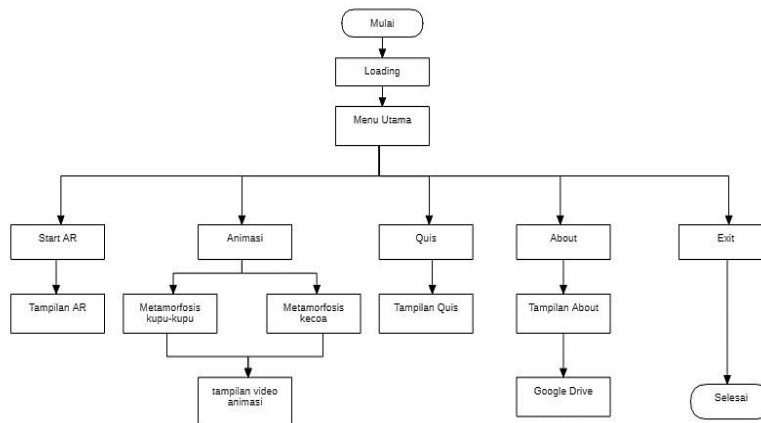 Mulai
Loading
Menu Utama
Start AR
Animasi
Quis
About
Exit
Tampilan AR
Metamorfosis
kupu-kupu
Metamorfosis
kecoa
Tampilan Quis
Tampilan About
tampilan video
animasi
Google Drive
Selesai